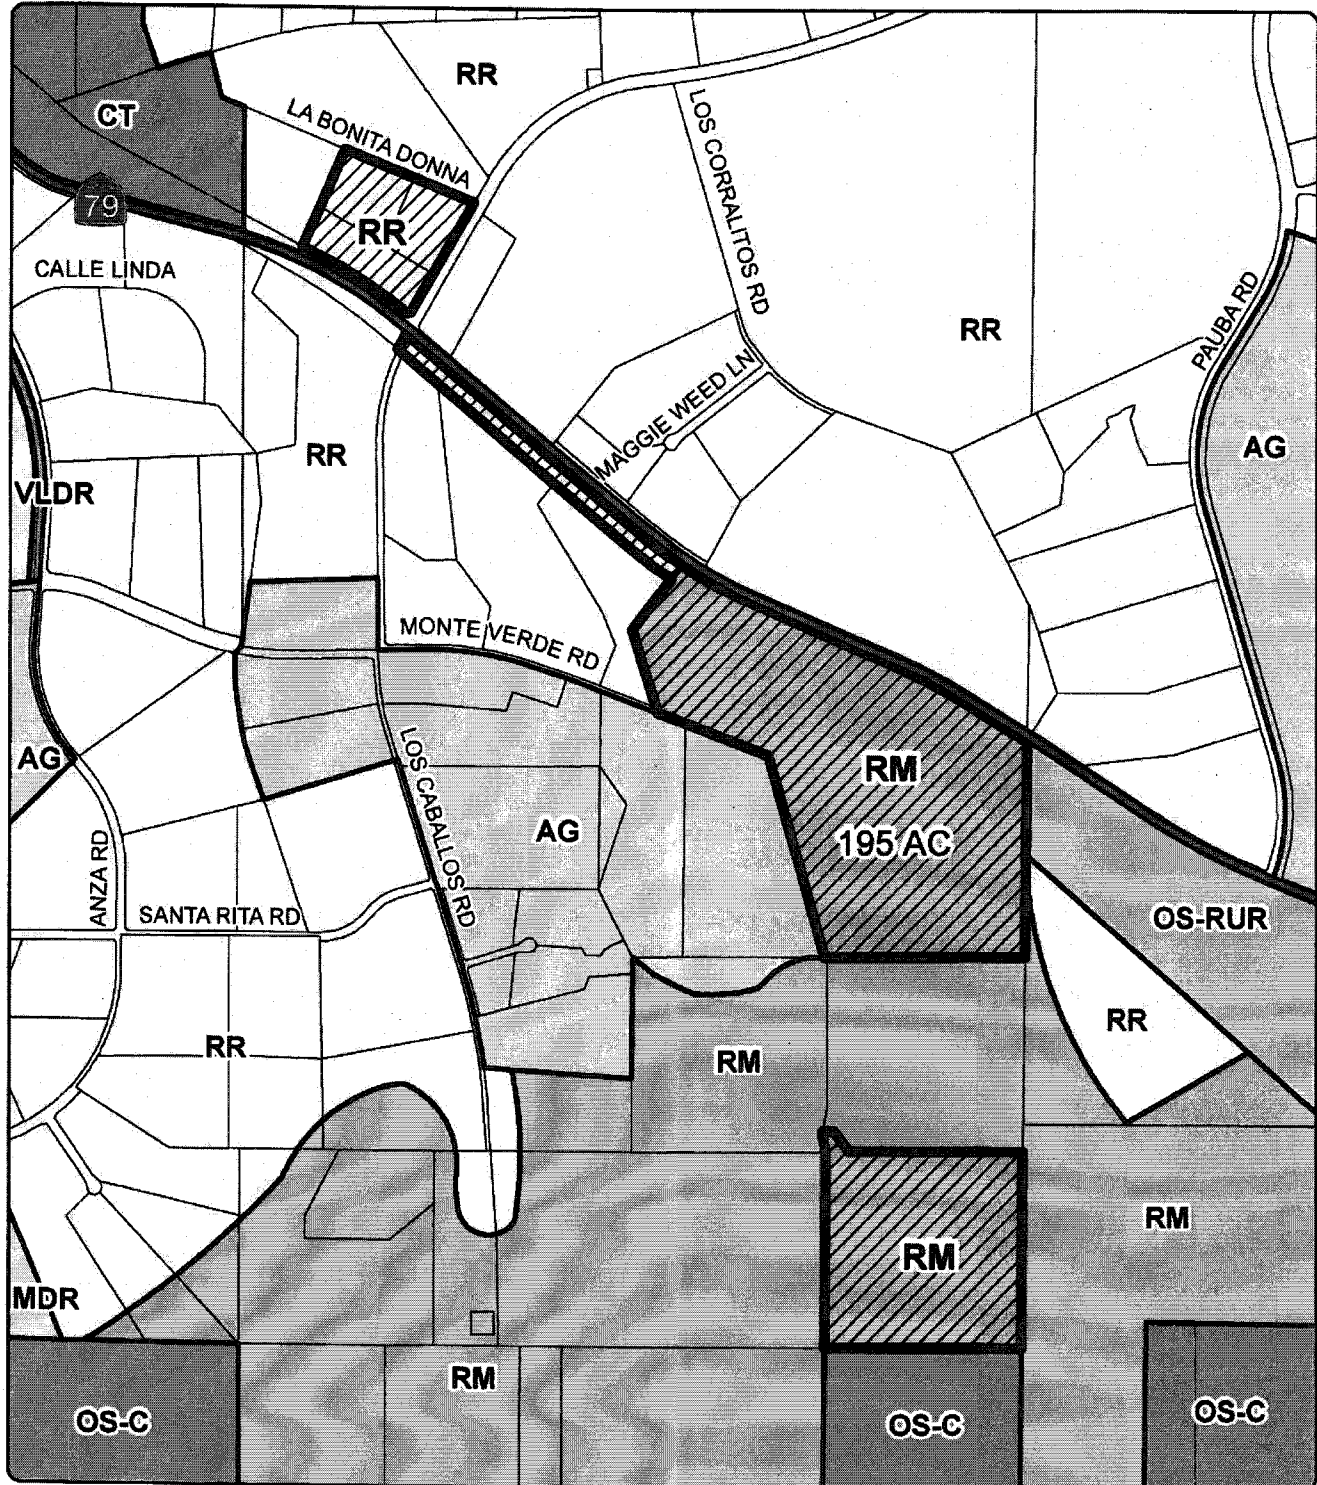 RR
CT
LA BONITA DONNA
LOS CORRALITOS RD
79
RR
CALLE LINDA
RR
PAUBA RD
MAGGIE WEED LN
RR
AG
VLDR
MONTE VERDE RD
AG
LOS CABALLOS RD
RM
195 AC
AG
ANZA RD
SANTA RITA RD
OS-RUR
RR
RR
RM
RM
RM
MDR
RM
OS-C
OS-C
OS-C